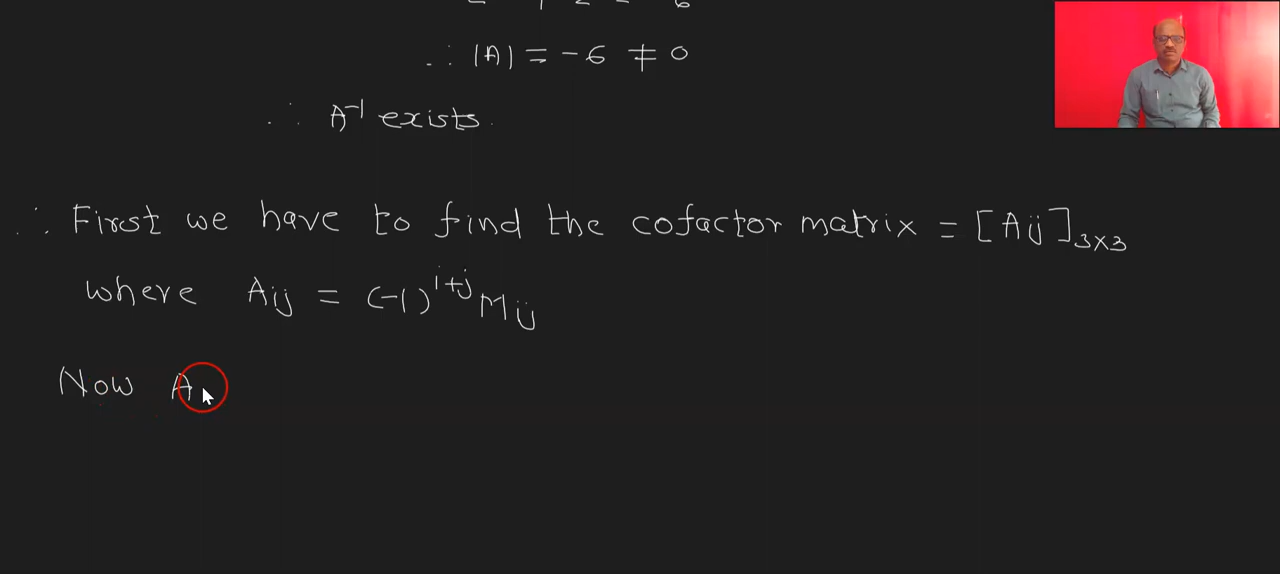 ∴ |A| = -6 ≠ 0
∴ A⁻¹ exists.
∴ First we have to find the cofactor matrix = [Aij]₃ₓ₃
where Aij = (-1)^{i+j} Mij
Now A